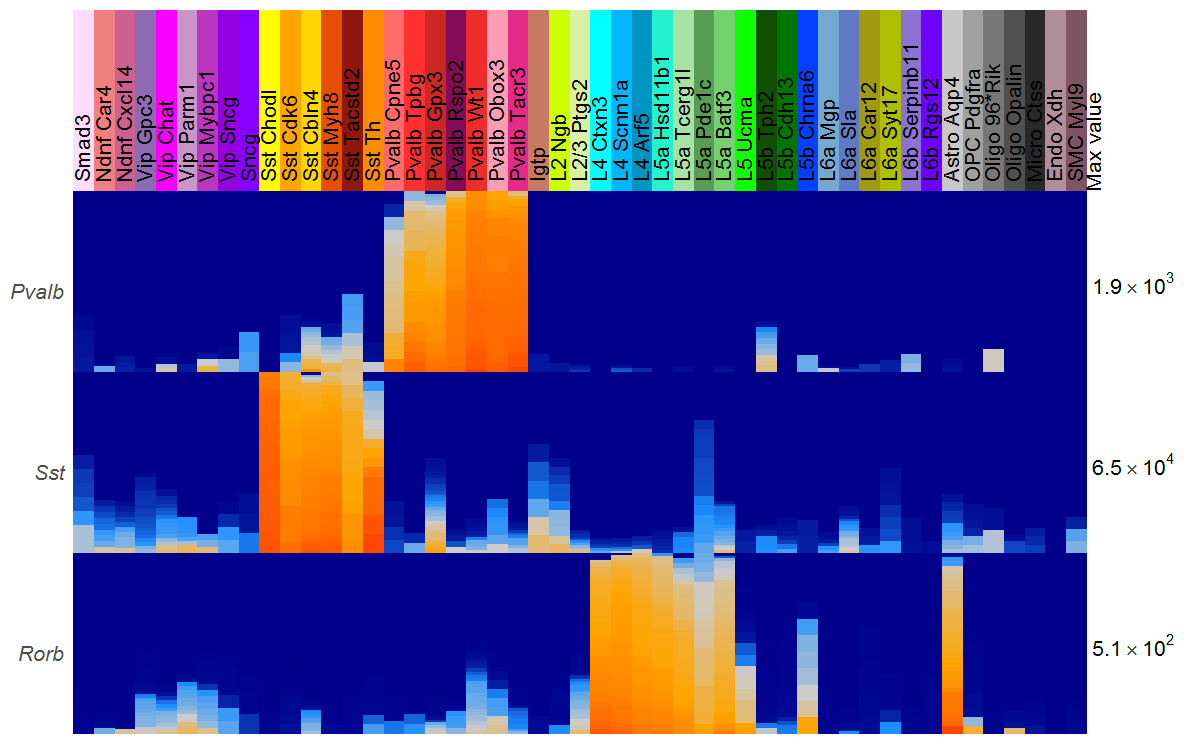 Smad3
Ndnf Car4
Ndnf Cxcl14
Vip Gpc3
Vip Chat
Vip Parm1
Vip Mybpc1
Vip Sncg
Sncg
Sst Chodl
Sst Cdk6
Sst Cbln4
Sst Myh8
Sst Tacstd2
Sst Th
Pvalb Cpne5
Pvalb Tpbg
Pvalb Gpx3
Pvalb Rspo2
Pvalb Wt1
Pvalb Obox3
Pvalb Tacr3
Igtp
L2 Ngb
L2/3 Ptgs2
L4 Ctxn3
L4 Scnn1a
L4 Arf5
L5a Hsd11b1
L5a Tcerg1l
L5a Pde1c
L5a Batf3
L5 Ucma
L5b Tph2
L5b Cdh13
L5b Chrna6
L6a Mgp
L6a Sla
L6a Car12
L6a Syt17
L6b Serpinb11
L6b Rgs12
Astro Aqp4
OPC Pdgfra
Oligo 96*Rik
Oligo Opalin
Micro Ctss
Endo Xdh
SMC Myl9
Max value
Pvalb
1.9 × 10³
Sst
6.5 × 10⁴
Rorb
5.1 × 10²